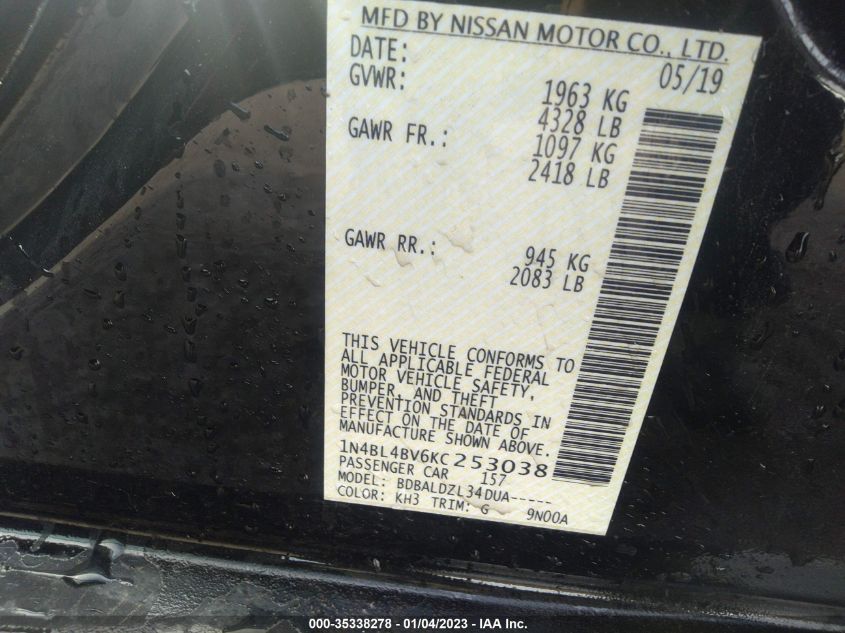 MFD BY NISSAN MOTOR CO., LTD.
DATE: 05/19
GVWR: 1963 KG
4328 LB
GAWR FR.: 1097 KG
2418 LB
GAWR RR.: 945 KG
2083 LB
THIS VEHICLE CONFORMS TO
ALL APPLICABLE FEDERAL
MOTOR VEHICLE SAFETY,
BUMPER, AND THEFT
PREVENTION STANDARDS IN
EFFECT ON THE DATE OF
MANUFACTURE SHOWN ABOVE.
1N4BL4BV6KC253038
PASSENGER CAR 157
MODEL: BDBALDZL34DUA-----
COLOR: KH3 TRIM: G 9N00A
000-35338278 - 01/04/2023 - IAA Inc.